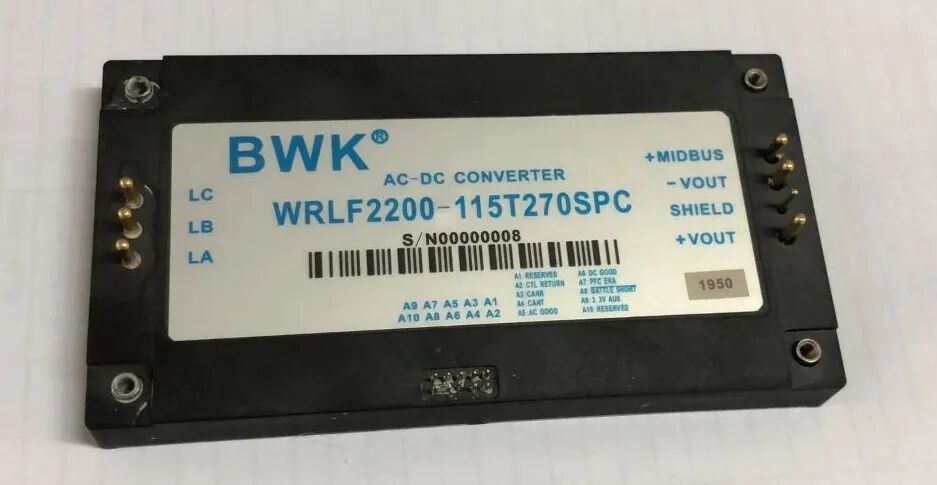 BWK®
AC-DC CONVERTER
WRLF2200-115T270SPC
S/N00000008
LC
LB
LA
+MIDBUS
-VOUT
SHIELD
+VOUT
A9 A7 A5 A3 A1
A10 A8 A6 A4 A2
A1 RESERVED
A2 CTL RETURN
A3 CANR
A4 CANT
A5 AC GOOD
A6 DC GOOD
A7 PFC ENA
A8 BATTLE SHORT
A9 3.3V AUX
A10 RESERVED
1950